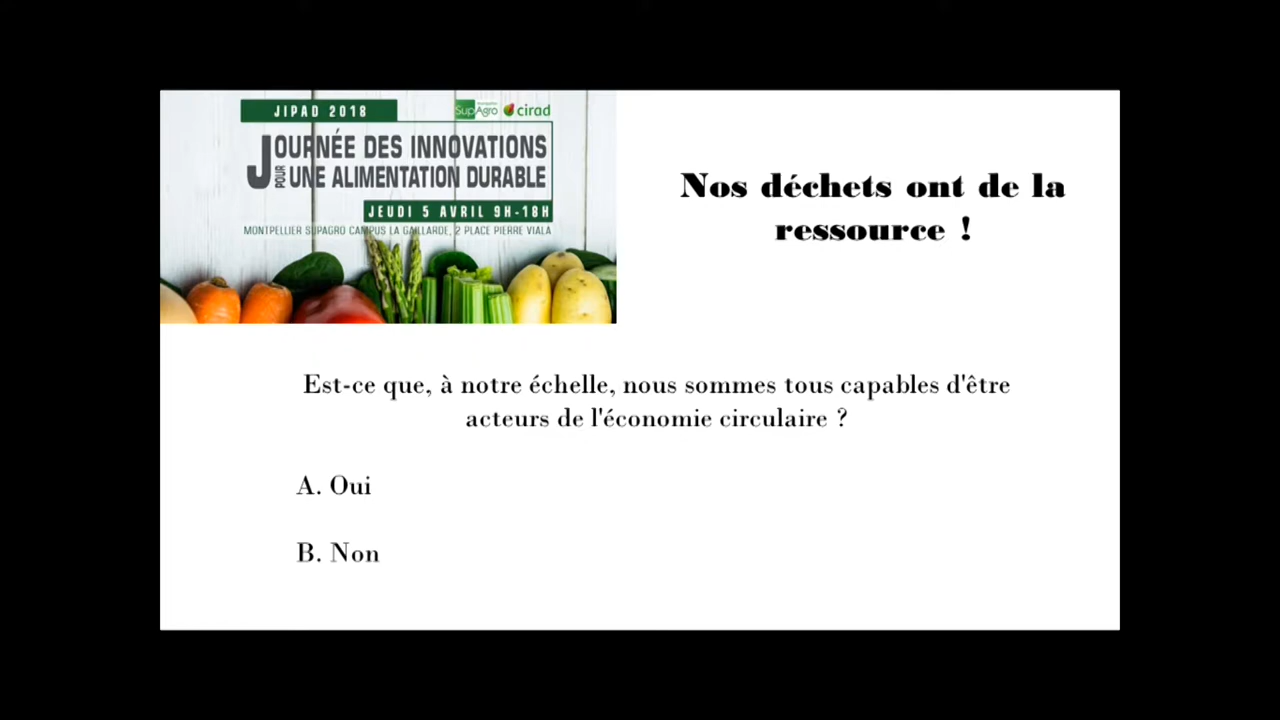 JIPAD 2018
montpellier
SupAgro cirad
JOURNÉE DES INNOVATIONS
POUR UNE ALIMENTATION DURABLE
JEUDI 5 AVRIL 9H-18H
MONTPELLIER SUPAGRO CAMPUS LA GAILLARDE, 2 PLACE PIERRE VIALA
Nos déchets ont de la
ressource !
Est-ce que, à notre échelle, nous sommes tous capables d'être
acteurs de l'économie circulaire ?
A. Oui
B. Non